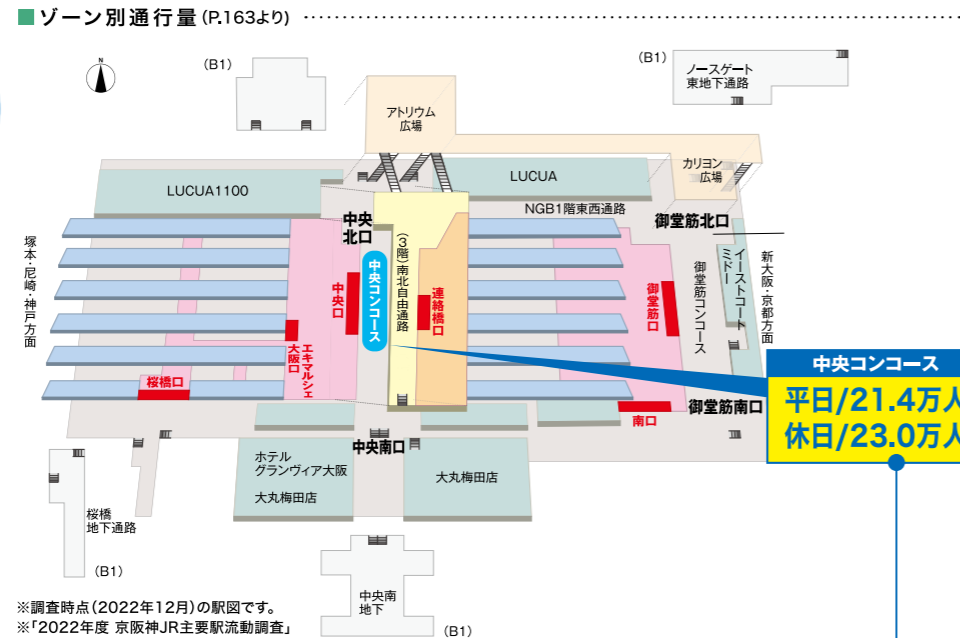 ■ゾーン別通行量(P.163より)
N
(B1)
(B1)
ノースゲート
東地下通路
アトリウム
広場
カリヨン
広場
LUCUA1100
LUCUA
NGB1階東西通路
中央
北口
御堂筋北口
塚本・尼崎・神戸方面
中央口
中央コンコース
(3階)南北自由通路
連絡橋口
御堂筋口
御堂筋コンコース
イーストコート
ミドー
新大阪・京都方面
エキマルシェ
大阪口
桜橋口
南口
御堂筋南口
中央コンコース
平日/21.4万人
休日/23.0万人
中央南口
ホテル
グランヴィア大阪
大丸梅田店
大丸梅田店
桜橋
地下通路
(B1)
中央南
地下
(B1)
※調査時点(2022年12月)の駅図です。
※「2022年度 京阪神JR主要駅流動調査」